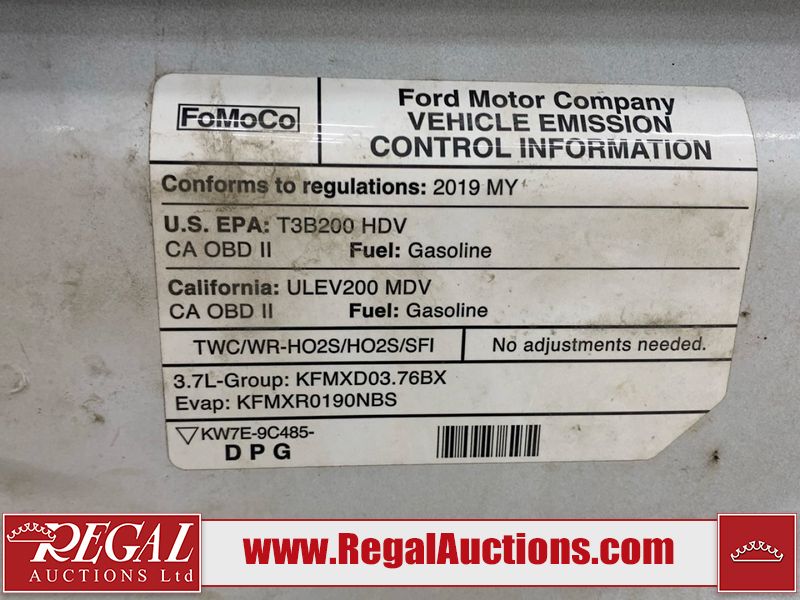 FoMoCo
Ford Motor Company
VEHICLE EMISSION
CONTROL INFORMATION
Conforms to regulations: 2019 MY
U.S. EPA: T3B200 HDV
CA OBD II Fuel: Gasoline
California: ULEV200 MDV
CA OBD II Fuel: Gasoline
TWC/WR-HO2S/HO2S/SFI No adjustments needed.
3.7L-Group: KFMXD03.76BX
Evap: KFMXR0190NBS
KW7E-9C485-
D P G
REGAL
AUCTIONS Ltd
www.RegalAuctions.com